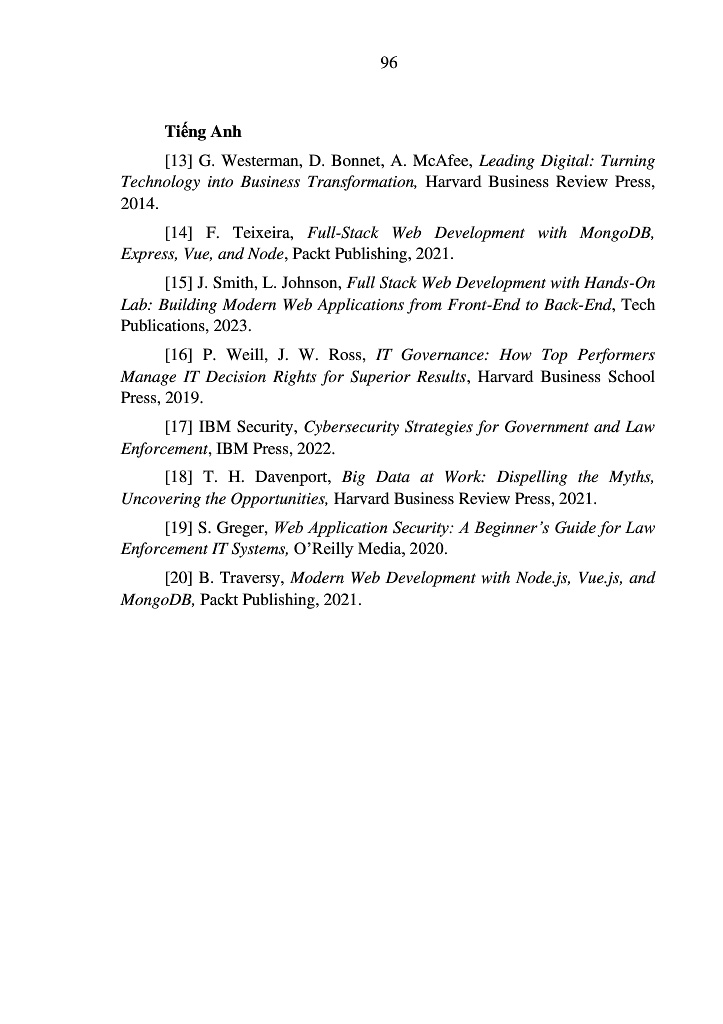 96
Tiếng Anh
[13] G. Westerman, D. Bonnet, A. McAfee, Leading Digital: Turning
Technology into Business Transformation, Harvard Business Review Press,
2014.
[14] F. Teixeira, Full-Stack Web Development with MongoDB,
Express, Vue, and Node, Packt Publishing, 2021.
[15] J. Smith, L. Johnson, Full Stack Web Development with Hands-On
Lab: Building Modern Web Applications from Front-End to Back-End, Tech
Publications, 2023.
[16] P. Weill, J. W. Ross, IT Governance: How Top Performers
Manage IT Decision Rights for Superior Results, Harvard Business School
Press, 2019.
[17] IBM Security, Cybersecurity Strategies for Government and Law
Enforcement, IBM Press, 2022.
[18] T. H. Davenport, Big Data at Work: Dispelling the Myths,
Uncovering the Opportunities, Harvard Business Review Press, 2021.
[19] S. Greger, Web Application Security: A Beginner’s Guide for Law
Enforcement IT Systems, O’Reilly Media, 2020.
[20] B. Traversy, Modern Web Development with Node.js, Vue.js, and
MongoDB, Packt Publishing, 2021.